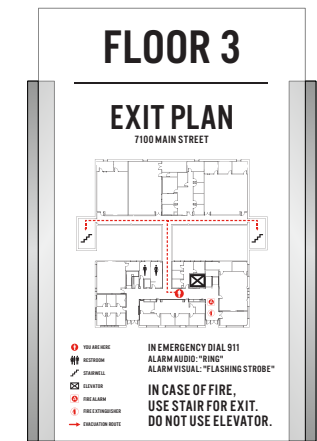 FLOOR 3
EXIT PLAN
7100 MAIN STREET
YOU ARE HERE
RESTROOM
STAIRWELL
ELEVATOR
FIRE ALARM
FIRE EXTINGUISHER
EVACUATION ROUTE
IN EMERGENCY DIAL 911
ALARM AUDIO: "RING"
ALARM VISUAL: "FLASHING STROBE"
IN CASE OF FIRE,
USE STAIR FOR EXIT.
DO NOT USE ELEVATOR.